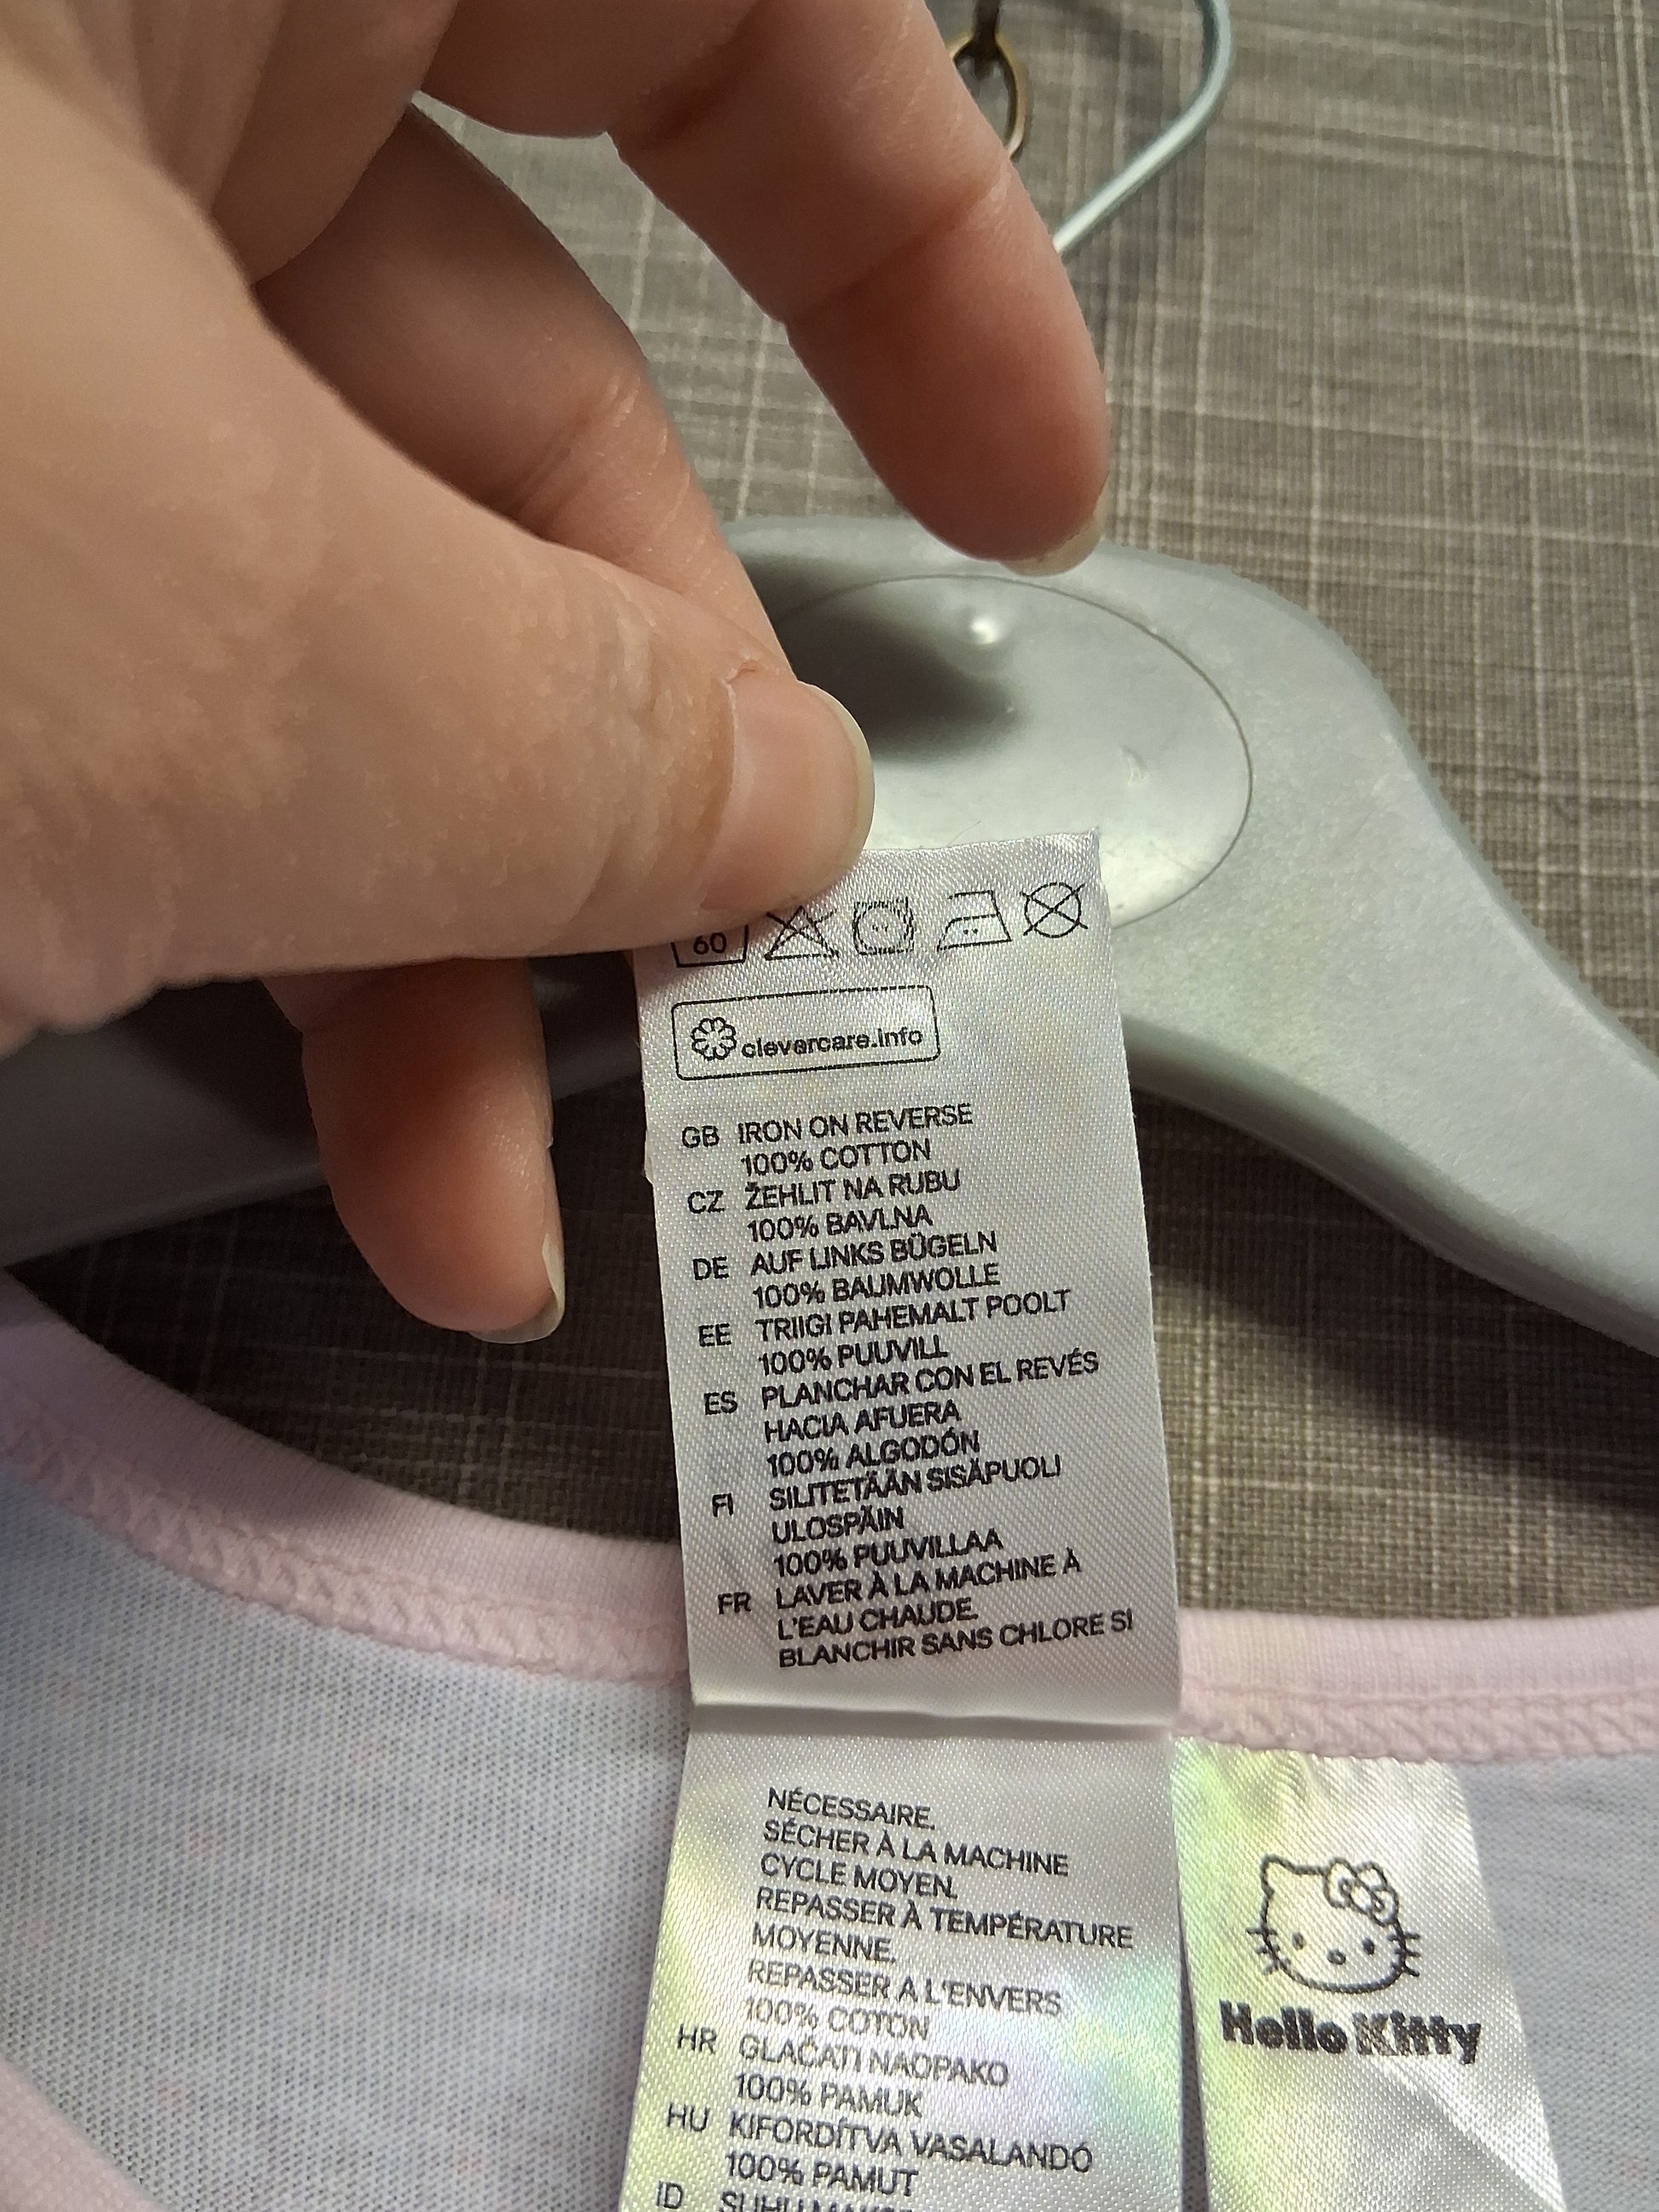 60
clevercare.info
GB IRON ON REVERSE
100% COTTON
CZ ŽEHLIT NA RUBU
100% BAVLNA
DE AUF LINKS BÜGELN
100% BAUMWOLLE
EE TRIIGI PAHEMALT POOLT
100% PUUVILL
ES PLANCHAR CON EL REVÉS
HACIA AFUERA
100% ALGODÓN
FI SILITETÄÄN SISÄPUOLI
ULOSPÄIN
100% PUUVILLAA
FR LAVER À LA MACHINE À
L'EAU CHAUDE.
BLANCHIR SANS CHLORE SI
NÉCESSAIRE.
SÉCHER À LA MACHINE
CYCLE MOYEN.
REPASSER À TEMPÉRATURE
MOYENNE.
REPASSER A L'ENVERS
100% COTON
HR GLAČATI NAOPAKO
100% PAMUK
HU KIFORDÍTVA VASALANDÓ
100% PAMUT
ID
Hello Kitty